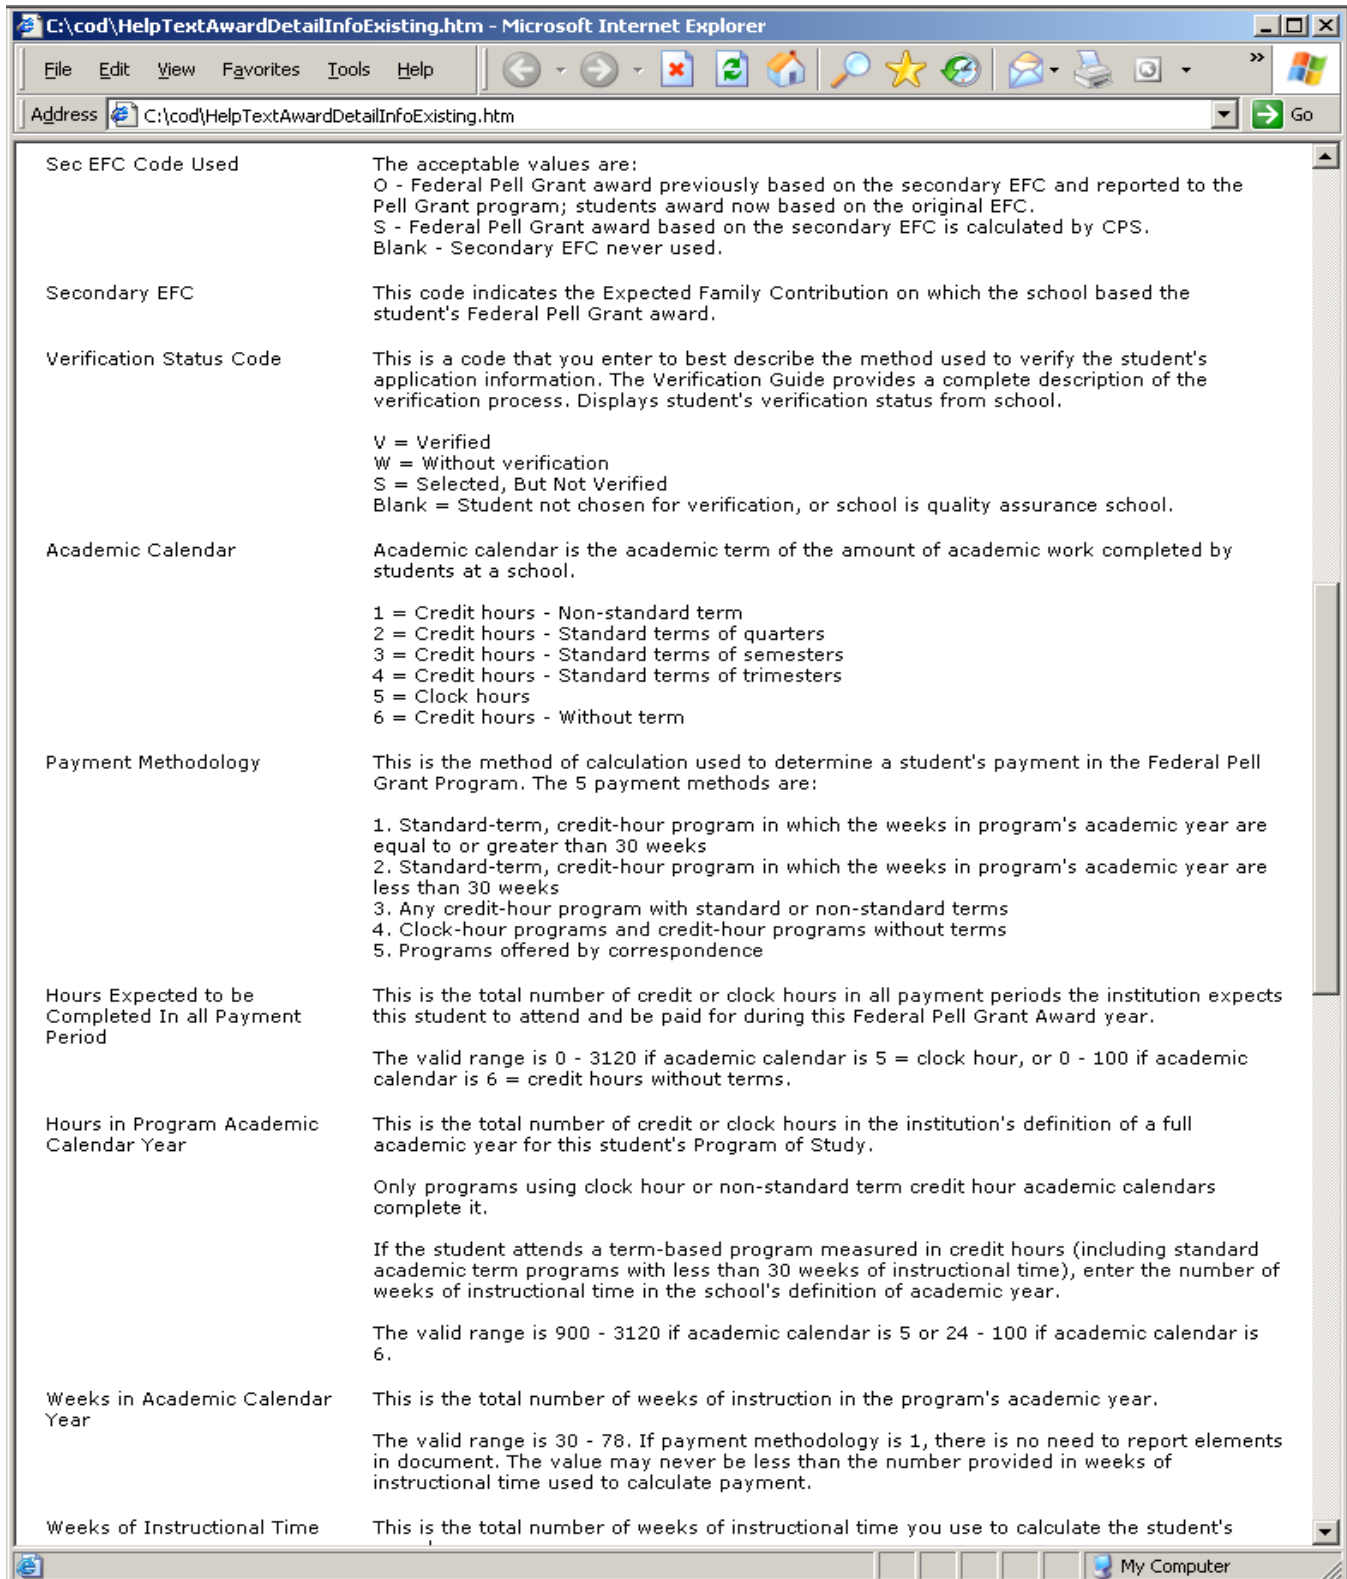 C:\cod\HelpTextAwardDetailInfoExisting.htm - Microsoft Internet Explorer
File Edit View Favorites Tools Help »
Address C:\cod\HelpTextAwardDetailInfoExisting.htm Go
Sec EFC Code Used The acceptable values are:
O - Federal Pell Grant award previously based on the secondary EFC and reported to the
Pell Grant program; students award now based on the original EFC.
S - Federal Pell Grant award based on the secondary EFC is calculated by CPS.
Blank - Secondary EFC never used.
Secondary EFC This code indicates the Expected Family Contribution on which the school based the
student's Federal Pell Grant award.
Verification Status Code This is a code that you enter to best describe the method used to verify the student's
application information. The Verification Guide provides a complete description of the
verification process. Displays student's verification status from school.
V = Verified
W = Without verification
S = Selected, But Not Verified
Blank = Student not chosen for verification, or school is quality assurance school.
Academic Calendar Academic calendar is the academic term of the amount of academic work completed by
students at a school.
1 = Credit hours - Non-standard term
2 = Credit hours - Standard terms of quarters
3 = Credit hours - Standard terms of semesters
4 = Credit hours - Standard terms of trimesters
5 = Clock hours
6 = Credit hours - Without term
Payment Methodology This is the method of calculation used to determine a student's payment in the Federal Pell
Grant Program. The 5 payment methods are:
1. Standard-term, credit-hour program in which the weeks in program's academic year are
equal to or greater than 30 weeks
2. Standard-term, credit-hour program in which the weeks in program's academic year are
less than 30 weeks
3. Any credit-hour program with standard or non-standard terms
4. Clock-hour programs and credit-hour programs without terms
5. Programs offered by correspondence
Hours Expected to be This is the total number of credit or clock hours in all payment periods the institution expects
Completed In all Payment this student to attend and be paid for during this Federal Pell Grant Award year.
Period
The valid range is 0 - 3120 if academic calendar is 5 = clock hour, or 0 - 100 if academic
calendar is 6 = credit hours without terms.
Hours in Program Academic This is the total number of credit or clock hours in the institution's definition of a full
Calendar Year academic year for this student's Program of Study.
Only programs using clock hour or non-standard term credit hour academic calendars
complete it.
If the student attends a term-based program measured in credit hours (including standard
academic term programs with less than 30 weeks of instructional time), enter the number of
weeks of instructional time in the school's definition of academic year.
The valid range is 900 - 3120 if academic calendar is 5 or 24 - 100 if academic calendar is
6.
Weeks in Academic Calendar This is the total number of weeks of instruction in the program's academic year.
Year
The valid range is 30 - 78. If payment methodology is 1, there is no need to report elements
in document. The value may never be less than the number provided in weeks of
instructional time used to calculate payment.
Weeks of Instructional Time This is the total number of weeks of instructional time you use to calculate the student's
My Computer